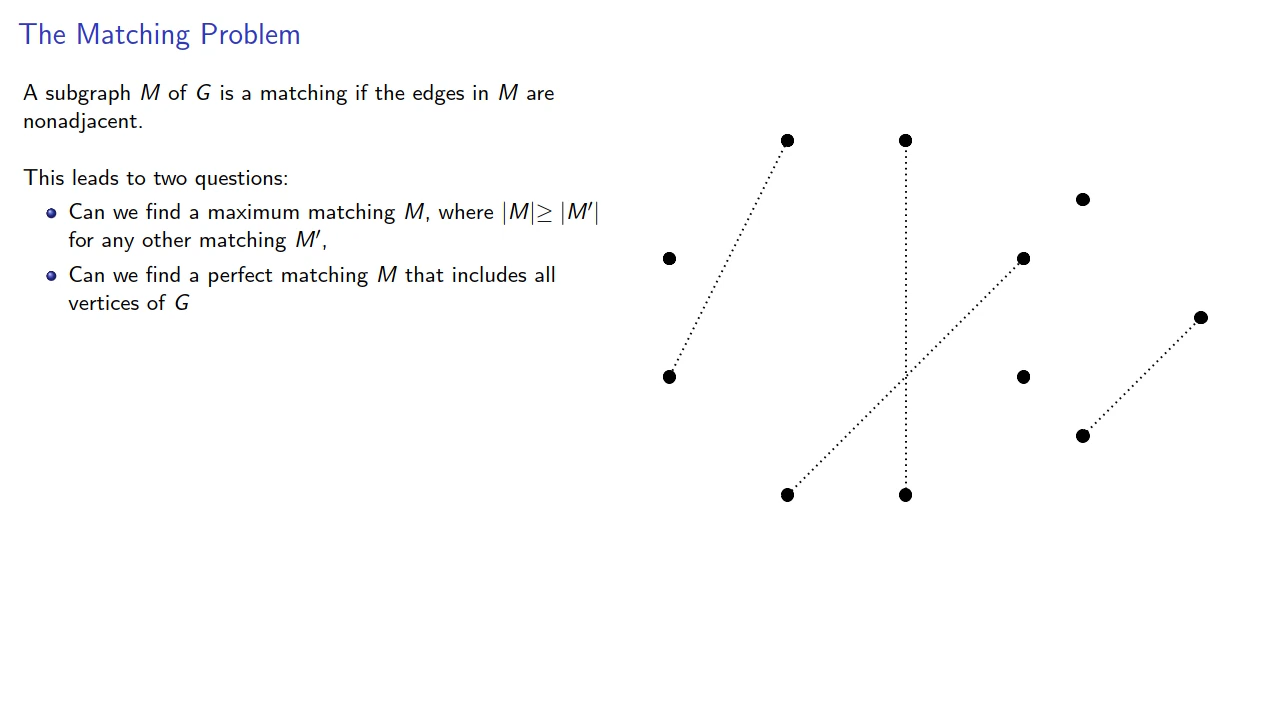 The Matching Problem
A subgraph M of G is a matching if the edges in M are
nonadjacent.
This leads to two questions:
Can we find a maximum matching M, where |M|≥ |M′|
for any other matching M′,
Can we find a perfect matching M that includes all
vertices of G